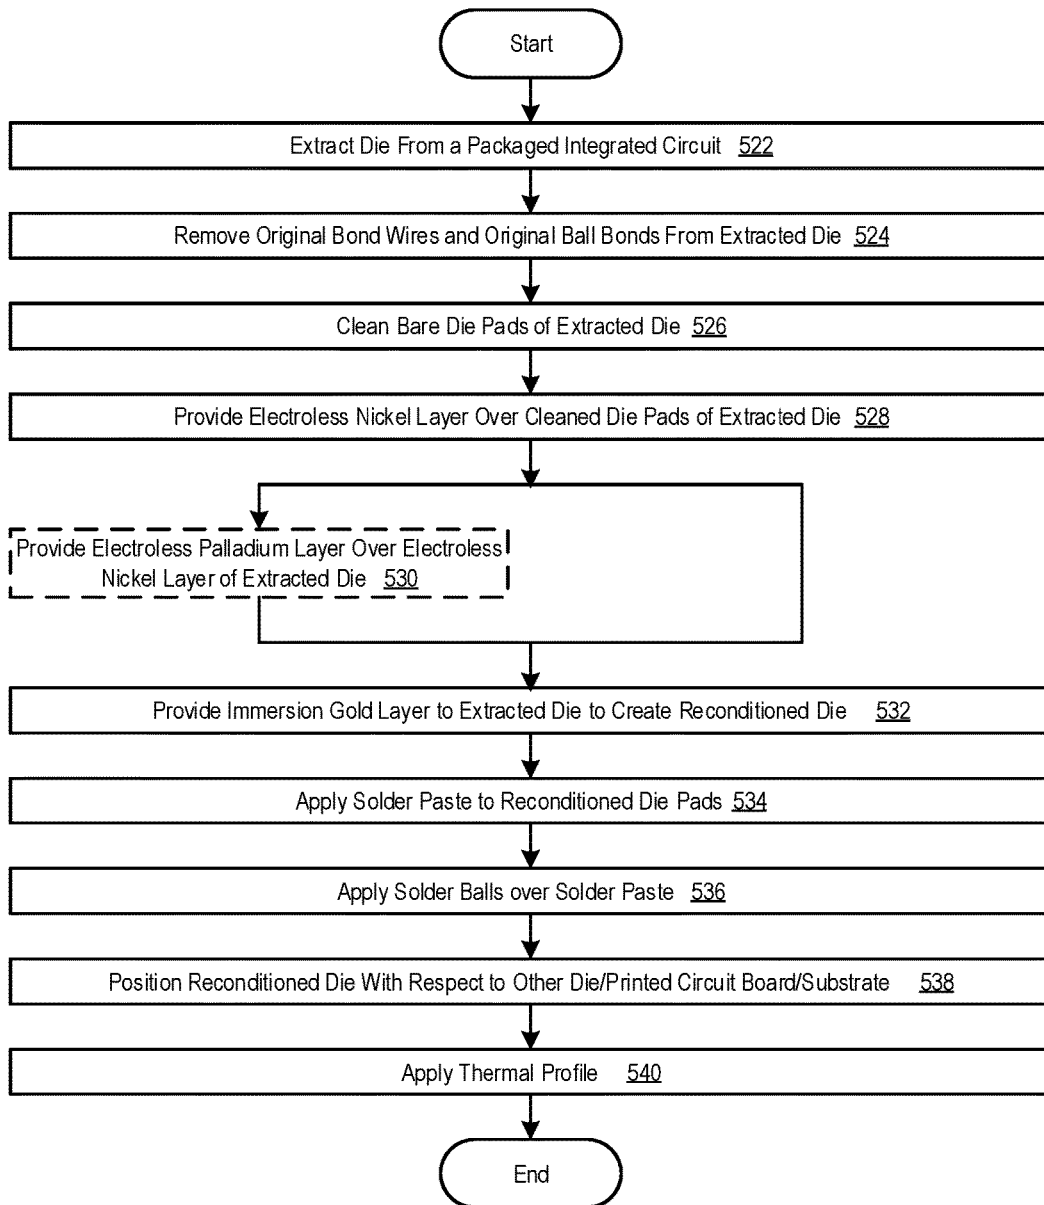 Start
Extract Die From a Packaged Integrated Circuit 522
Remove Original Bond Wires and Original Ball Bonds From Extracted Die 524
Clean Bare Die Pads of Extracted Die 526
Provide Electroless Nickel Layer Over Cleaned Die Pads of Extracted Die 528
Provide Electroless Palladium Layer Over Electroless
Nickel Layer of Extracted Die 530
Provide Immersion Gold Layer to Extracted Die to Create Reconditioned Die 532
Apply Solder Paste to Reconditioned Die Pads 534
Apply Solder Balls over Solder Paste 536
Position Reconditioned Die With Respect to Other Die/Printed Circuit Board/Substrate 538
Apply Thermal Profile 540
End